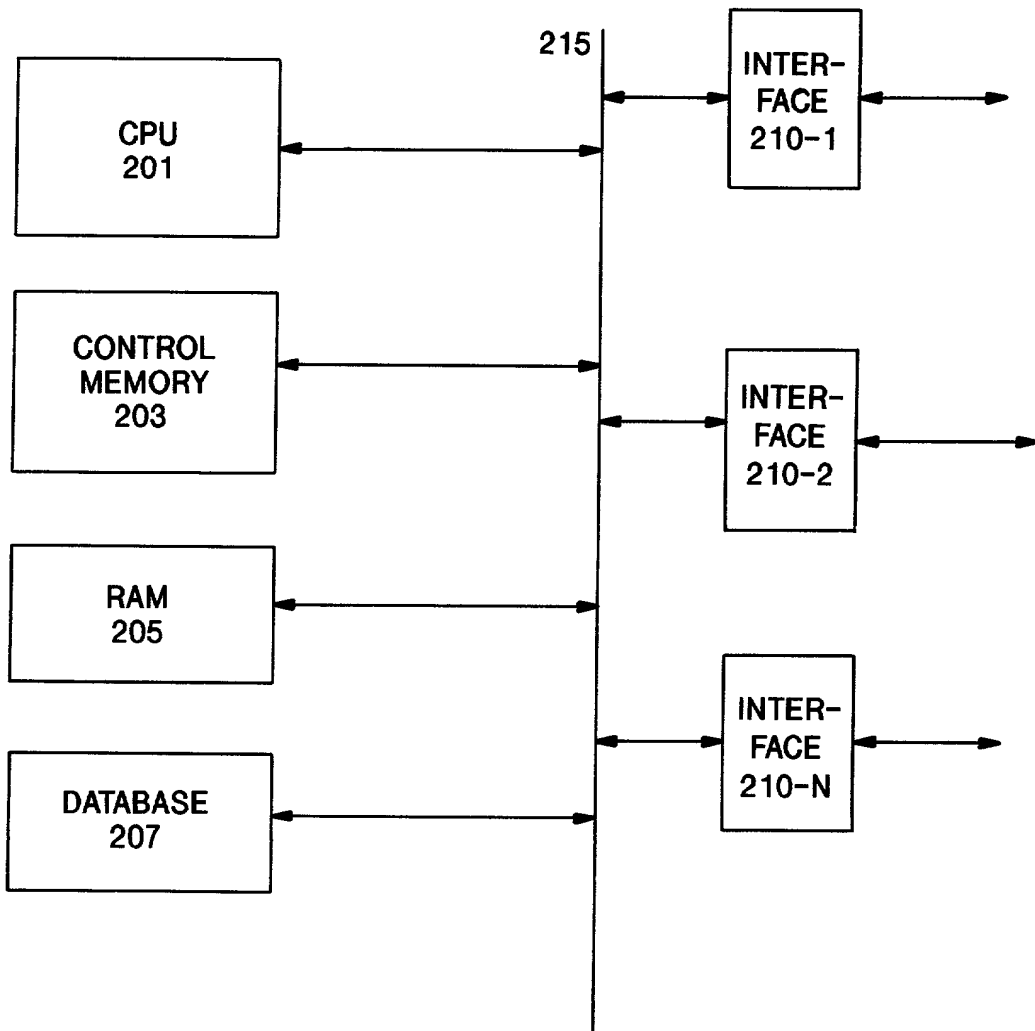 215
CPU
201
CONTROL
MEMORY
203
RAM
205
DATABASE
207
INTER-
FACE
210-1
INTER-
FACE
210-2
INTER-
FACE
210-N